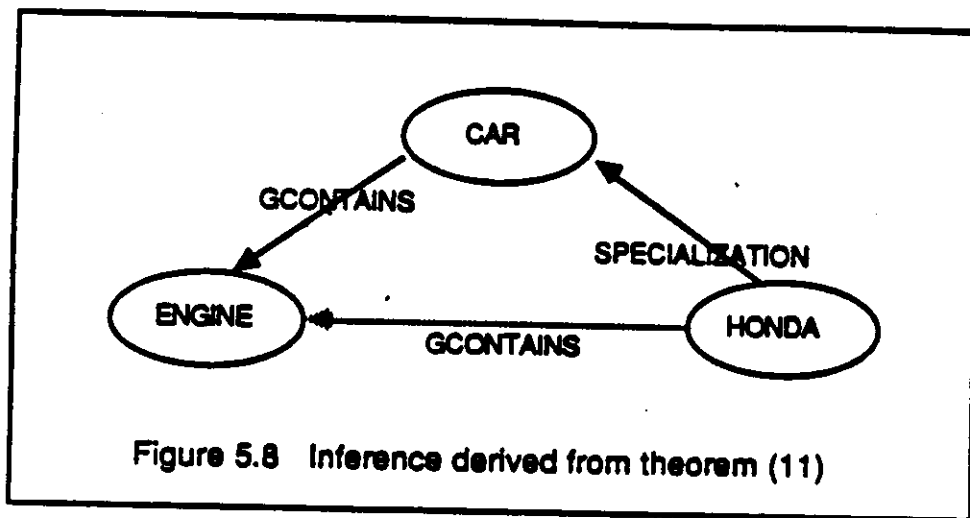 CAR
GCONTAINS
SPECIALIZATION
ENGINE
HONDA
GCONTAINS
Figure 5.8 Inference derived from theorem (11)